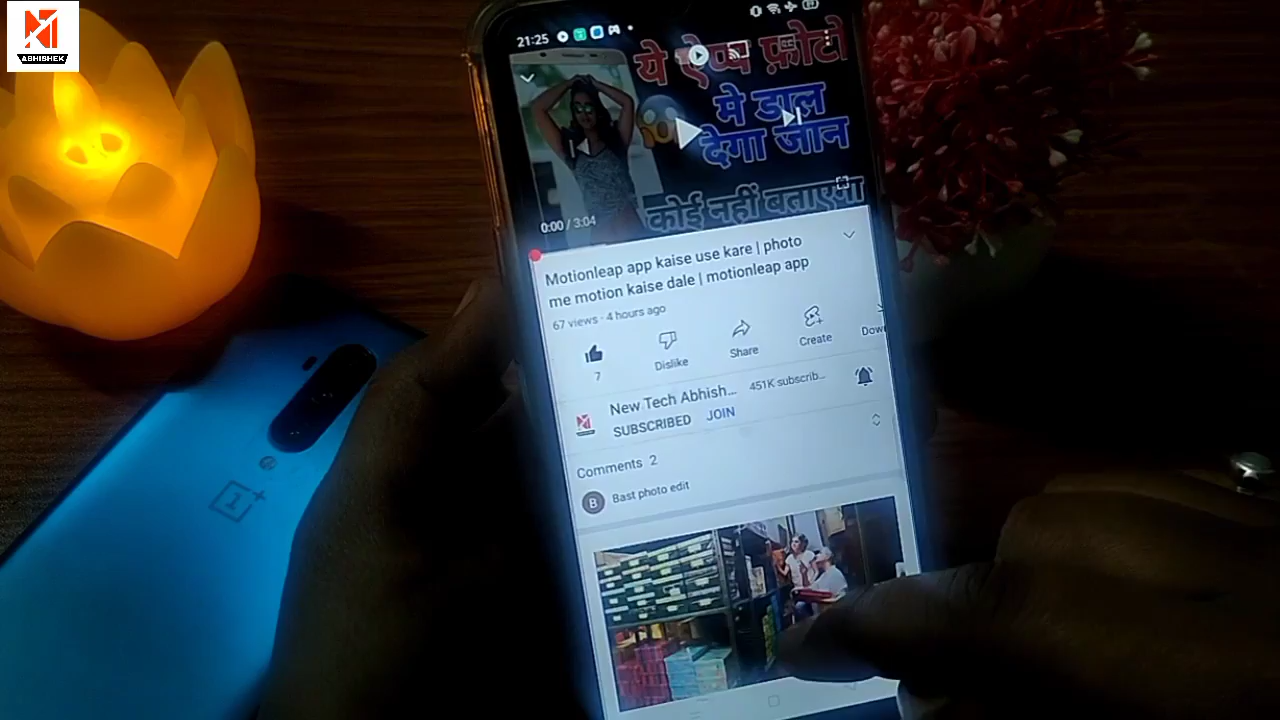 ABHISHEK
21:25
ये ऐप्प फ़ोटो
मे डाल
देगा जान
कोई नहीं बताएगा
0:00 / 3:04
Motionleap app kaise use kare | photo
me motion kaise dale | motionleap app
67 views · 4 hours ago
7
Dislike
Share
Create
Down
New Tech Abhish...
451K subscrib...
SUBSCRIBED
JOIN
Comments 2
B
Bast photo edit
1+